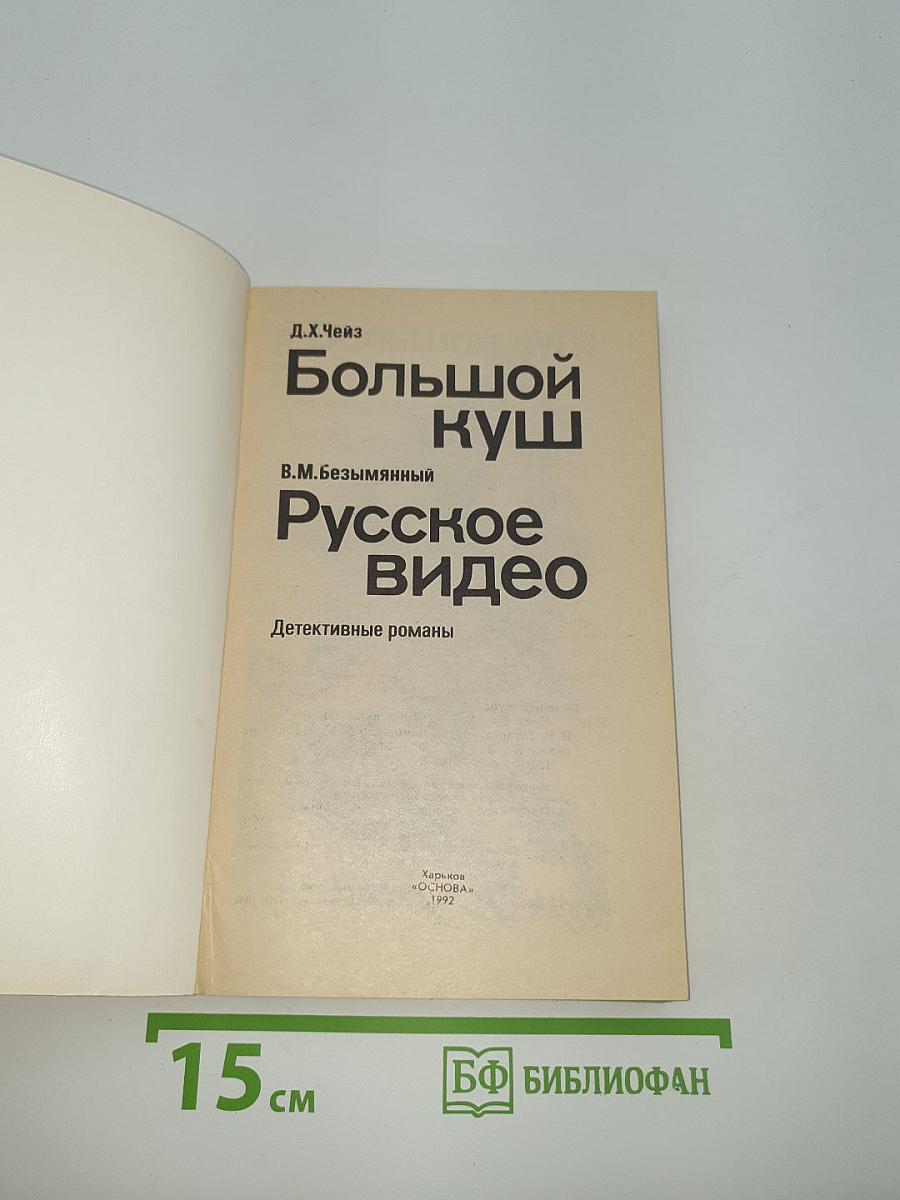 Д.Х.Чейз
Большой
куш
В.М.Безымянный
Русское
видео
Детективные романы
Харьков
«ОСНОВА»
1992
15 см
БФ БИБЛИОФАН